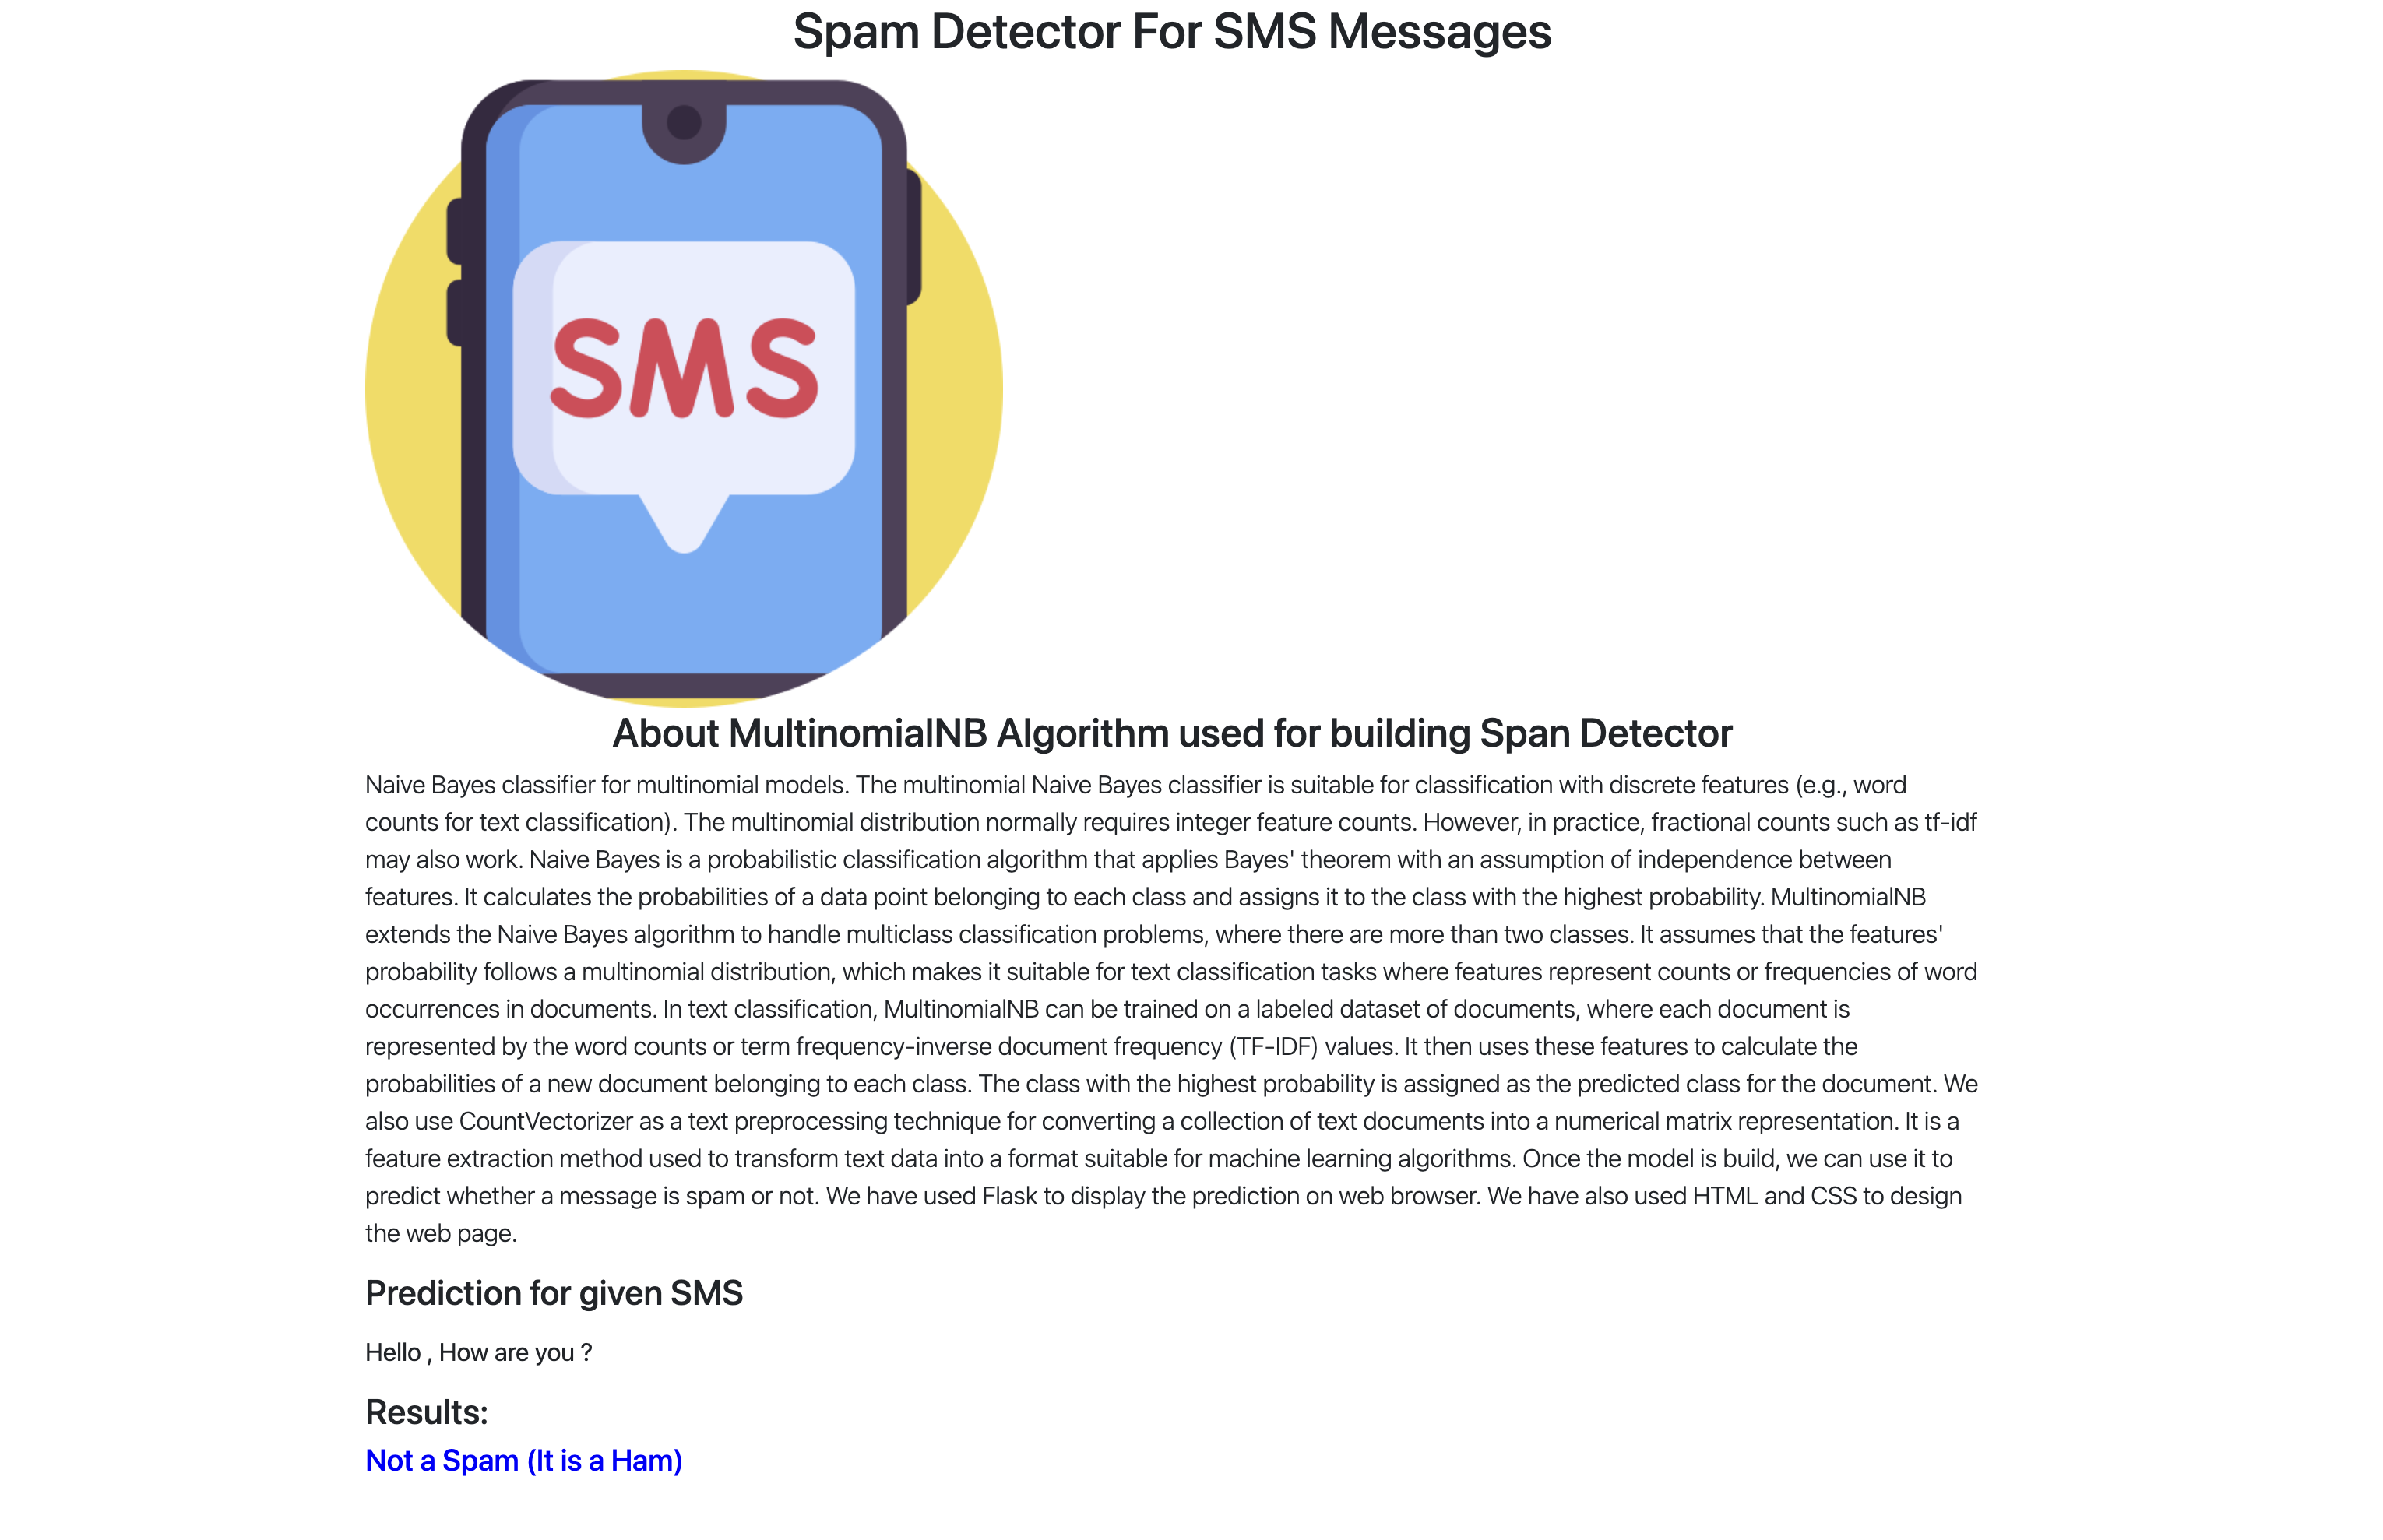 Spam Detector For SMS Messages
SMS
About MultinomialNB Algorithm used for building Span Detector
Naive Bayes classifier for multinomial models. The multinomial Naive Bayes classifier is suitable for classification with discrete features (e.g., word
counts for text classification). The multinomial distribution normally requires integer feature counts. However, in practice, fractional counts such as tf-idf
may also work. Naive Bayes is a probabilistic classification algorithm that applies Bayes' theorem with an assumption of independence between
features. It calculates the probabilities of a data point belonging to each class and assigns it to the class with the highest probability. MultinomialNB
extends the Naive Bayes algorithm to handle multiclass classification problems, where there are more than two classes. It assumes that the features'
probability follows a multinomial distribution, which makes it suitable for text classification tasks where features represent counts or frequencies of word
occurrences in documents. In text classification, MultinomialNB can be trained on a labeled dataset of documents, where each document is
represented by the word counts or term frequency-inverse document frequency (TF-IDF) values. It then uses these features to calculate the
probabilities of a new document belonging to each class. The class with the highest probability is assigned as the predicted class for the document. We
also use CountVectorizer as a text preprocessing technique for converting a collection of text documents into a numerical matrix representation. It is a
feature extraction method used to transform text data into a format suitable for machine learning algorithms. Once the model is build, we can use it to
predict whether a message is spam or not. We have used Flask to display the prediction on web browser. We have also used HTML and CSS to design
the web page.
Prediction for given SMS
Hello , How are you ?
Results:
Not a Spam (It is a Ham)